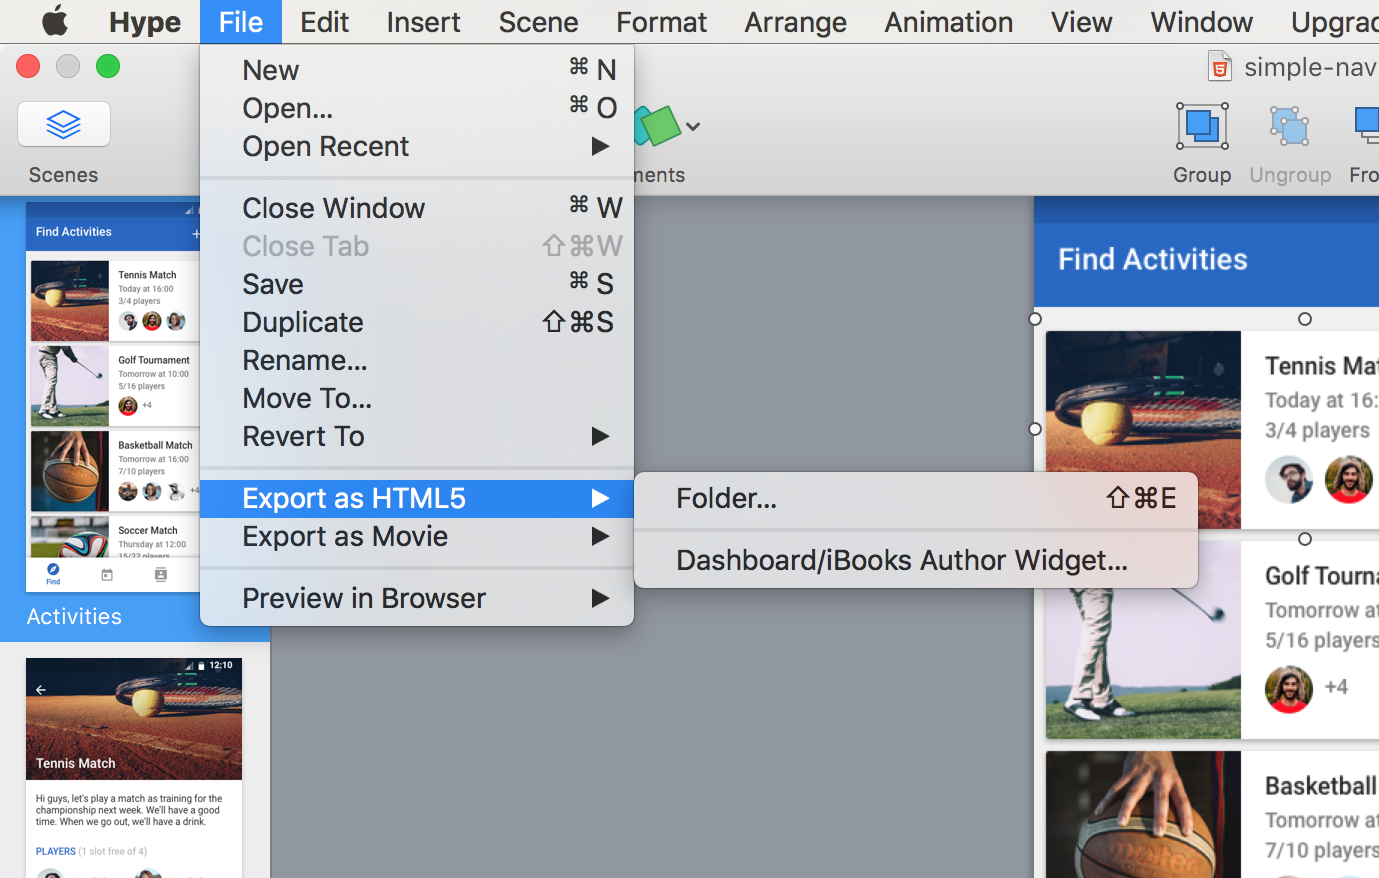 Hype File Edit Insert Scene Format Arrange Animation View Window
simple-nav
Scenes
Group Ungroup
New ⌘ N
Open... ⌘ O
Open Recent ▶
Close Window ⌘ W
Close Tab ⇧⌘W
Save ⌘ S
Duplicate ⇧⌘S
Rename...
Move To...
Revert To ▶
Export as HTML5 ▶
Export as Movie ▶
Preview in Browser ▶
Folder... ⇧⌘E
Dashboard/iBooks Author Widget...
Find Activities +
Tennis Match
Today at 16:00
3/4 players
Golf Tournament
Tomorrow at 10:00
5/16 players
+4
Basketball Match
Tomorrow at 16:00
7/10 players
+4
Soccer Match
Thursday at 12:00
15/22 players
Find
Activities
12:10
Tennis Match
Hi guys, let's play a match as training for the
championship next week. We'll have a good
time. When we go out, we'll have a drink.
PLAYERS (1 slot free of 4)
Find Activities
Tennis
Today at 16:
3/4 players
Golf
Tomorrow
5/16 players
+4
Basketball
Tomorrow
7/10 players